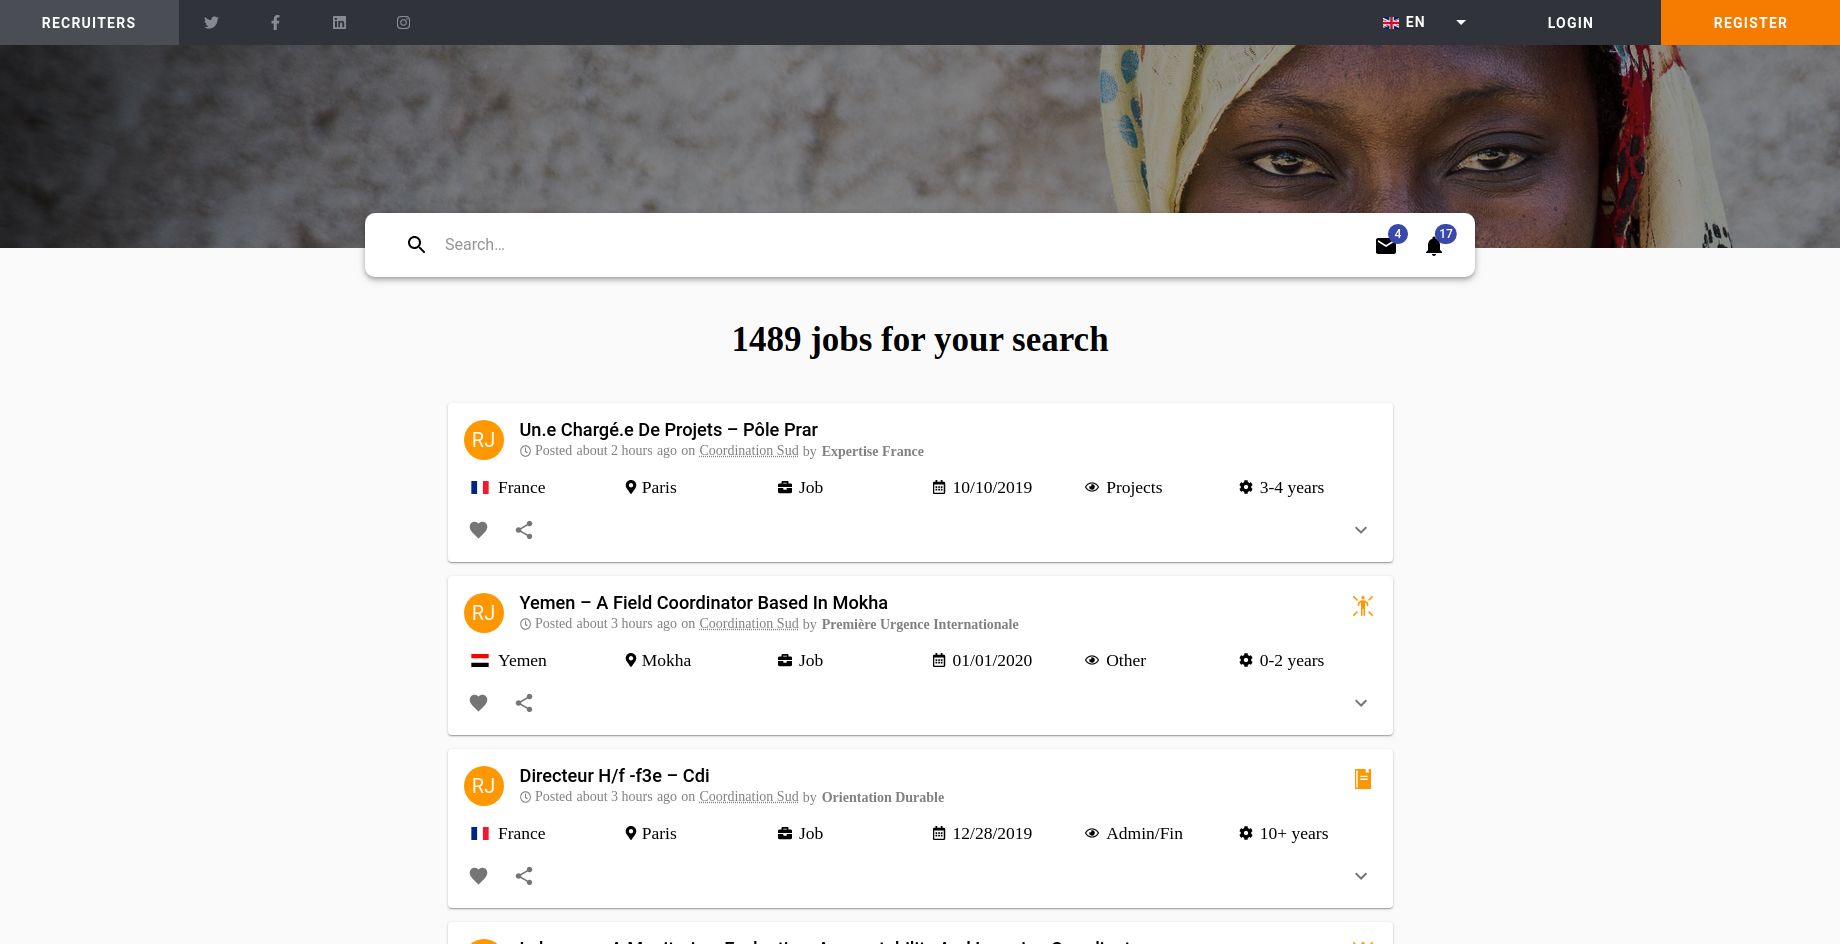 RECRUITERS
EN
LOGIN
REGISTER
Search...
4
17
1489 jobs for your search
RJ
Un.e Chargé.e De Projets – Pôle Prar
Posted about 2 hours ago on Coordination Sud by Expertise France
France
Paris
Job
10/10/2019
Projects
3-4 years
RJ
Yemen – A Field Coordinator Based In Mokha
Posted about 3 hours ago on Coordination Sud by Première Urgence Internationale
Yemen
Mokha
Job
01/01/2020
Other
0-2 years
RJ
Directeur H/f -f3e – Cdi
Posted about 3 hours ago on Coordination Sud by Orientation Durable
France
Paris
Job
12/28/2019
Admin/Fin
10+ years